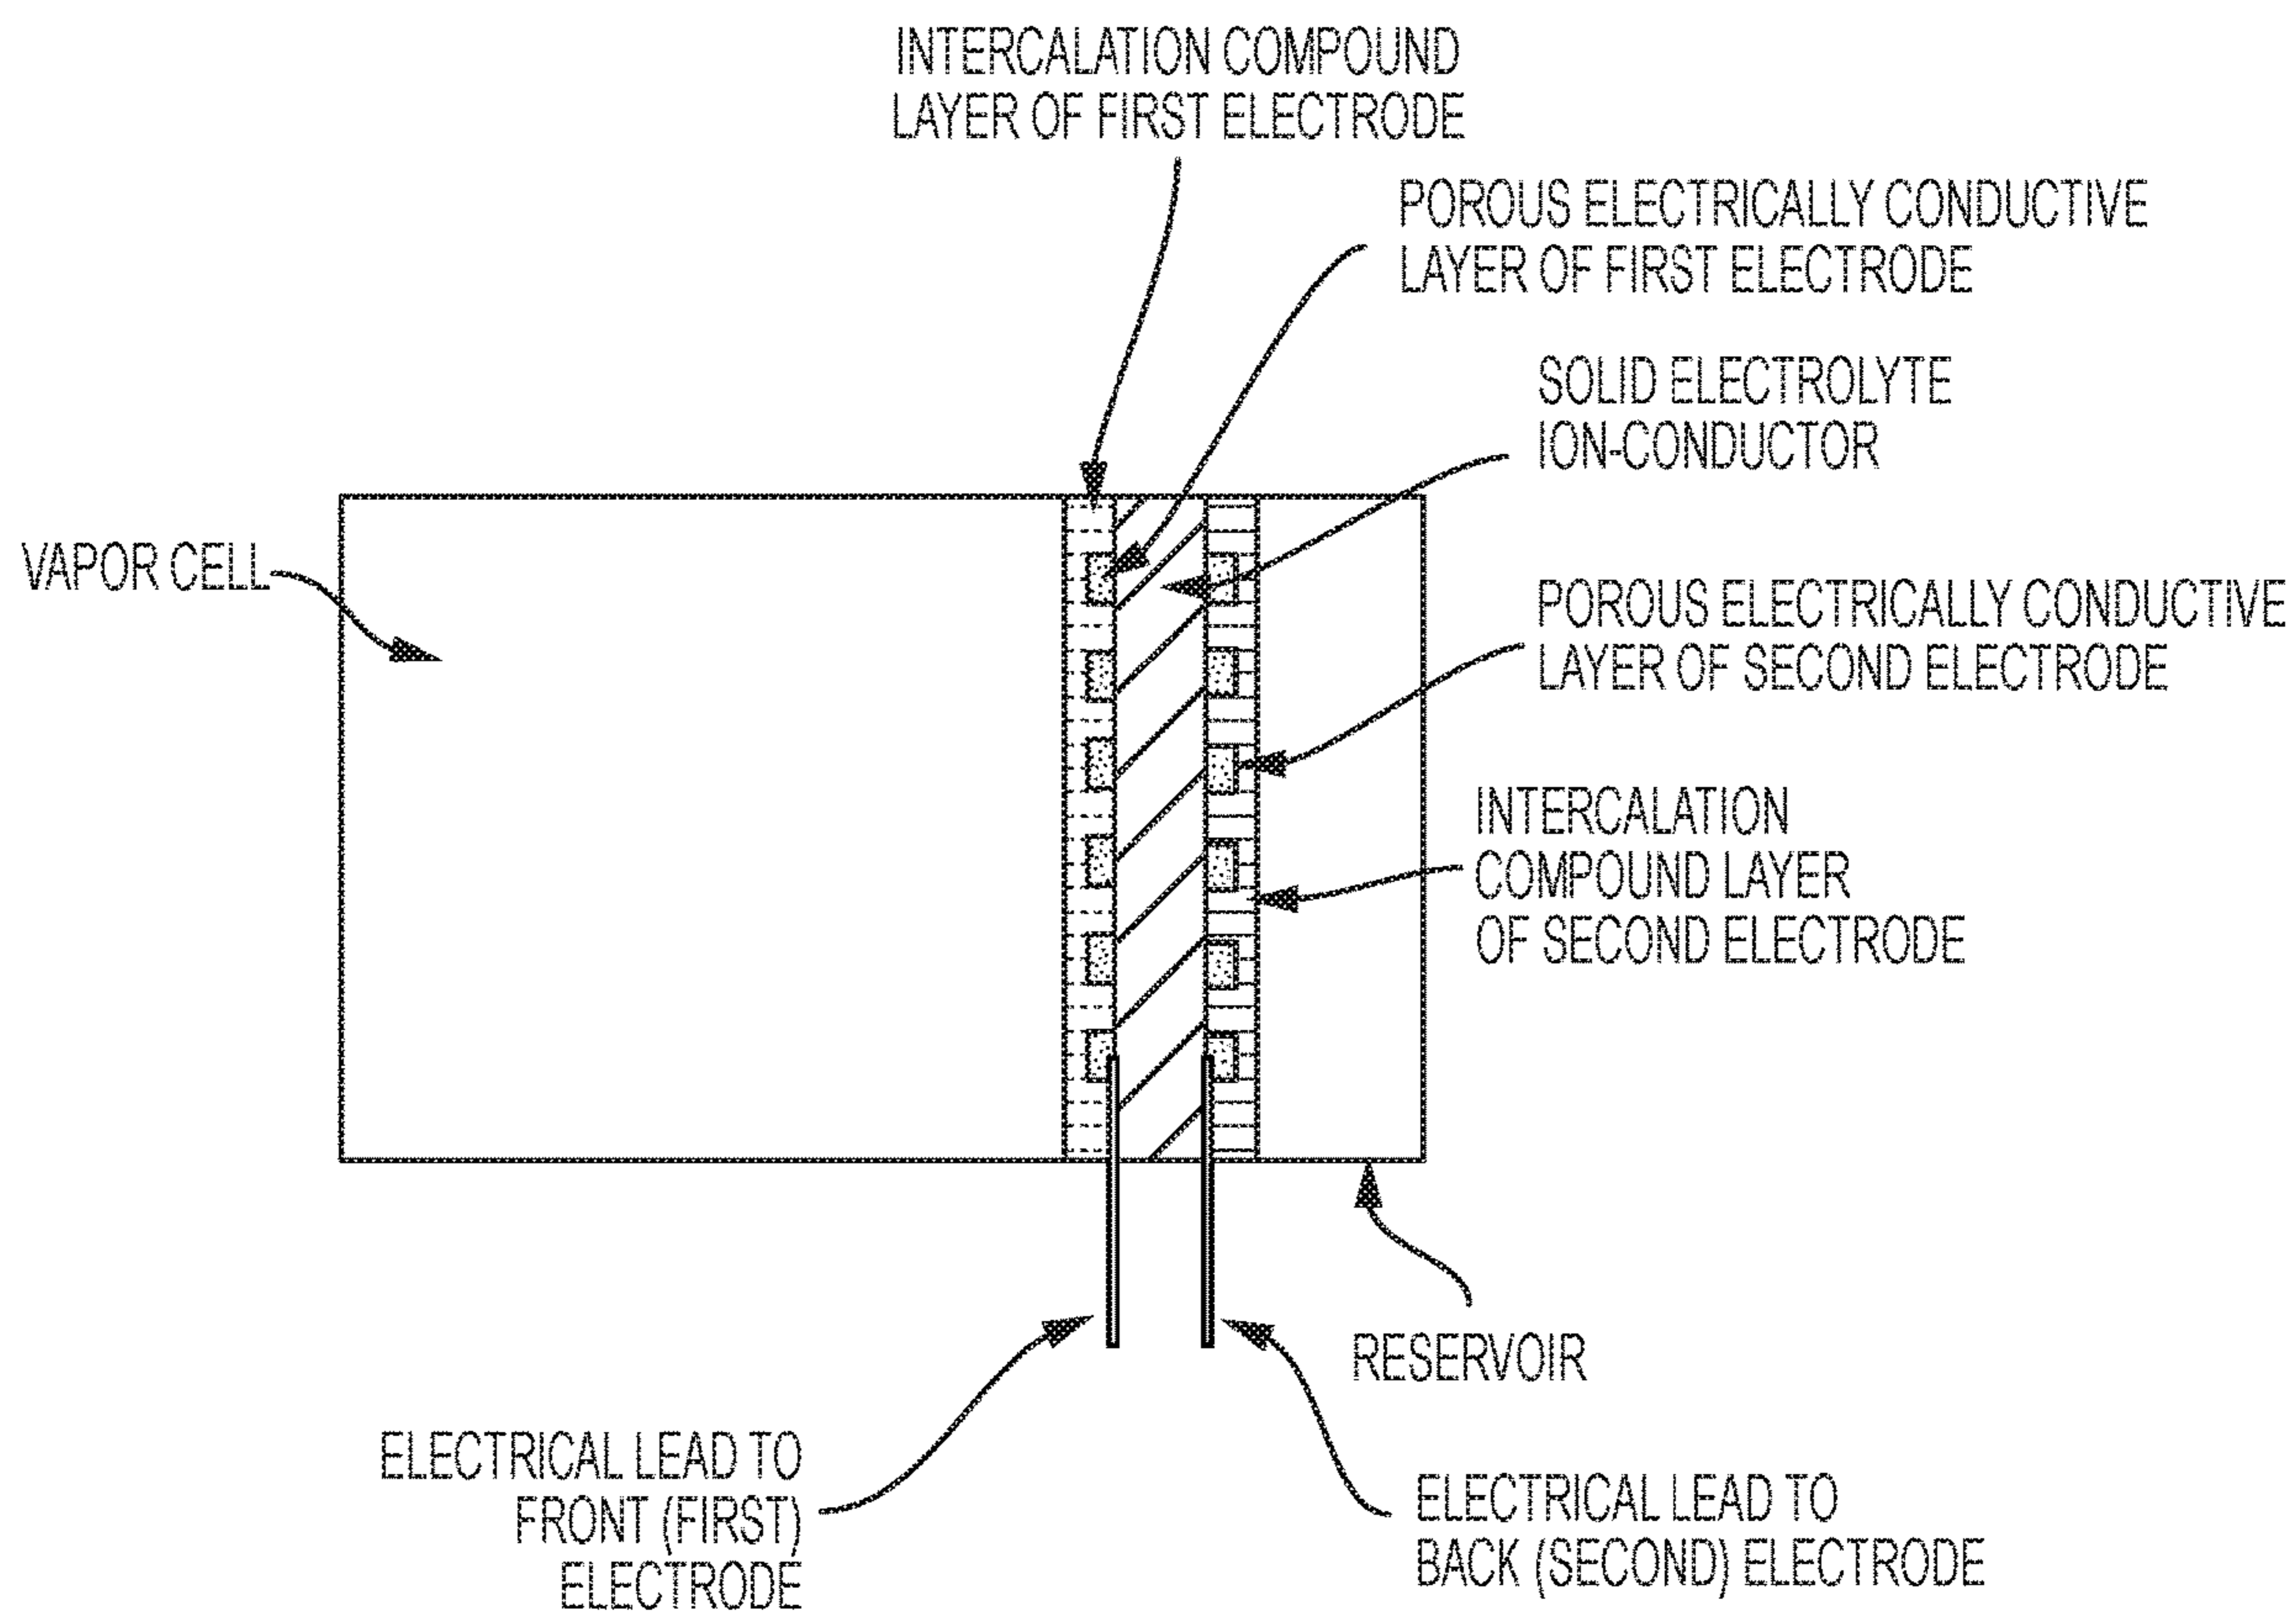 INTERCALATION COMPOUND
LAYER OF FIRST ELECTRODE
POROUS ELECTRICALLY CONDUCTIVE
LAYER OF FIRST ELECTRODE
SOLID ELECTROLYTE
ION-CONDUCTOR
VAPOR CELL
POROUS ELECTRICALLY CONDUCTIVE
LAYER OF SECOND ELECTRODE
INTERCALATION
COMPOUND LAYER
OF SECOND ELECTRODE
RESERVOIR
ELECTRICAL LEAD TO
FRONT (FIRST)
ELECTRODE
ELECTRICAL LEAD TO
BACK (SECOND) ELECTRODE